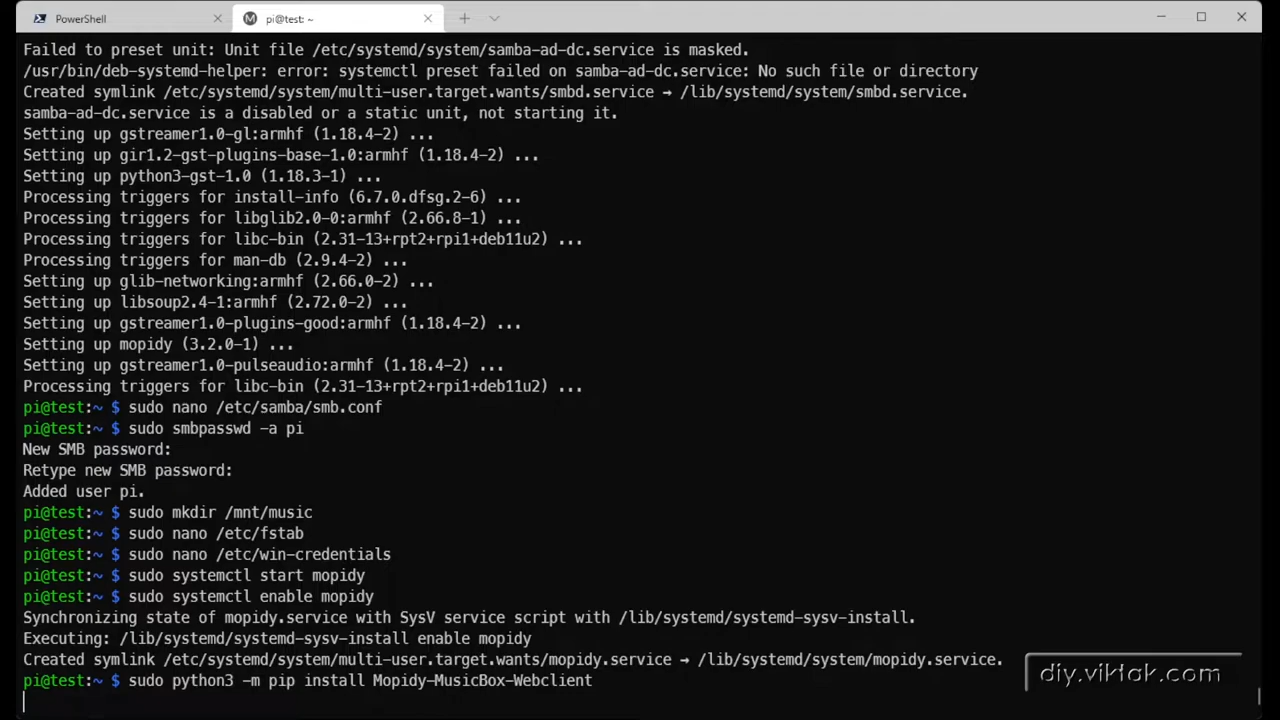 PowerShell
pi@test: ~
Failed to preset unit: Unit file /etc/systemd/system/samba-ad-dc.service is masked.
/usr/bin/deb-systemd-helper: error: systemctl preset failed on samba-ad-dc.service: No such file or directory
Created symlink /etc/systemd/system/multi-user.target.wants/smbd.service → /lib/systemd/system/smbd.service.
samba-ad-dc.service is a disabled or a static unit, not starting it.
Setting up gstreamer1.0-gl:armhf (1.18.4-2) ...
Setting up gir1.2-gst-plugins-base-1.0:armhf (1.18.4-2) ...
Setting up python3-gst-1.0 (1.18.3-1) ...
Processing triggers for install-info (6.7.0.dfsg.2-6) ...
Processing triggers for libglib2.0-0:armhf (2.66.8-1) ...
Processing triggers for libc-bin (2.31-13+rpt2+rpi1+deb11u2) ...
Processing triggers for man-db (2.9.4-2) ...
Setting up glib-networking:armhf (2.66.0-2) ...
Setting up libsoup2.4-1:armhf (2.72.0-2) ...
Setting up gstreamer1.0-plugins-good:armhf (1.18.4-2) ...
Setting up mopidy (3.2.0-1) ...
Setting up gstreamer1.0-pulseaudio:armhf (1.18.4-2) ...
Processing triggers for libc-bin (2.31-13+rpt2+rpi1+deb11u2) ...
pi@test:~ $ sudo nano /etc/samba/smb.conf
pi@test:~ $ sudo smbpasswd -a pi
New SMB password:
Retype new SMB password:
Added user pi.
pi@test:~ $ sudo mkdir /mnt/music
pi@test:~ $ sudo nano /etc/fstab
pi@test:~ $ sudo nano /etc/win-credentials
pi@test:~ $ sudo systemctl start mopidy
pi@test:~ $ sudo systemctl enable mopidy
Synchronizing state of mopidy.service with SysV service script with /lib/systemd/systemd-sysv-install.
Executing: /lib/systemd/systemd-sysv-install enable mopidy
Created symlink /etc/systemd/system/multi-user.target.wants/mopidy.service → /lib/systemd/system/mopidy.service.
pi@test:~ $ sudo python3 -m pip install Mopidy-MusicBox-Webclient
diy.viktak.com